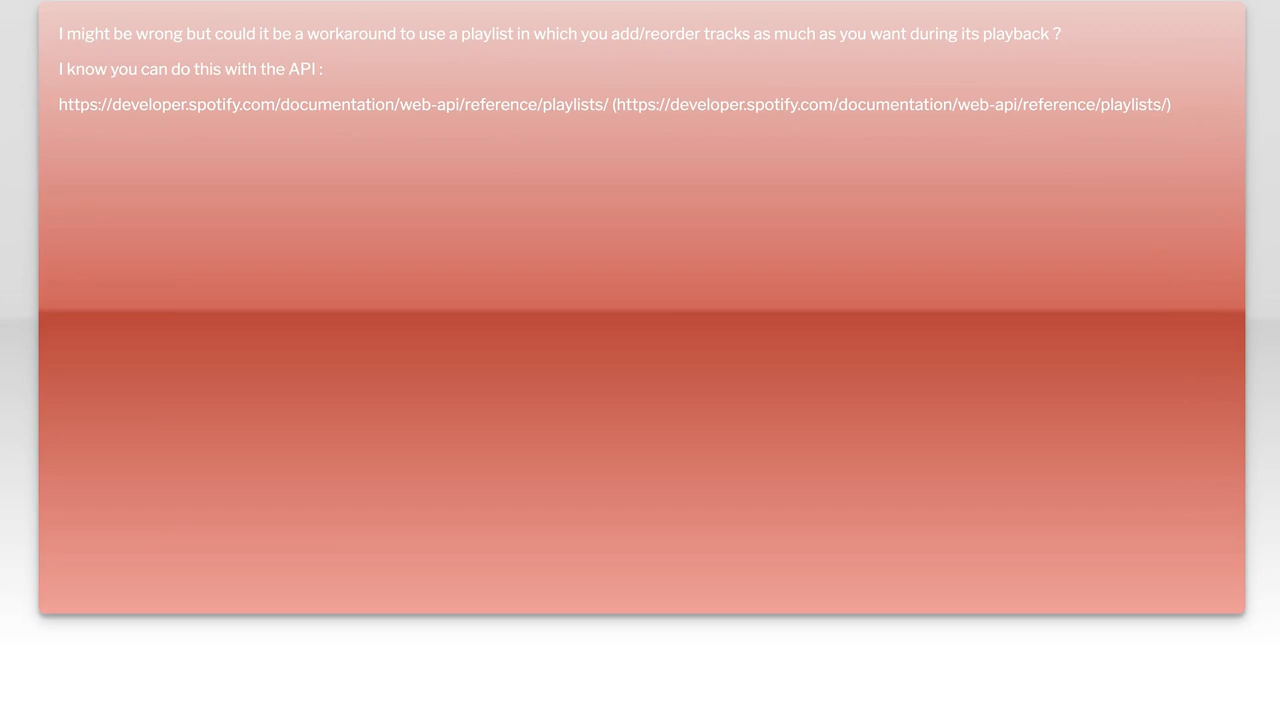 I might be wrong but could it be a workaround to use a playlist in which you add/reorder tracks as much as you want during its playback ?
I know you can do this with the API :
https://developer.spotify.com/documentation/web-api/reference/playlists/ (https://developer.spotify.com/documentation/web-api/reference/playlists/)